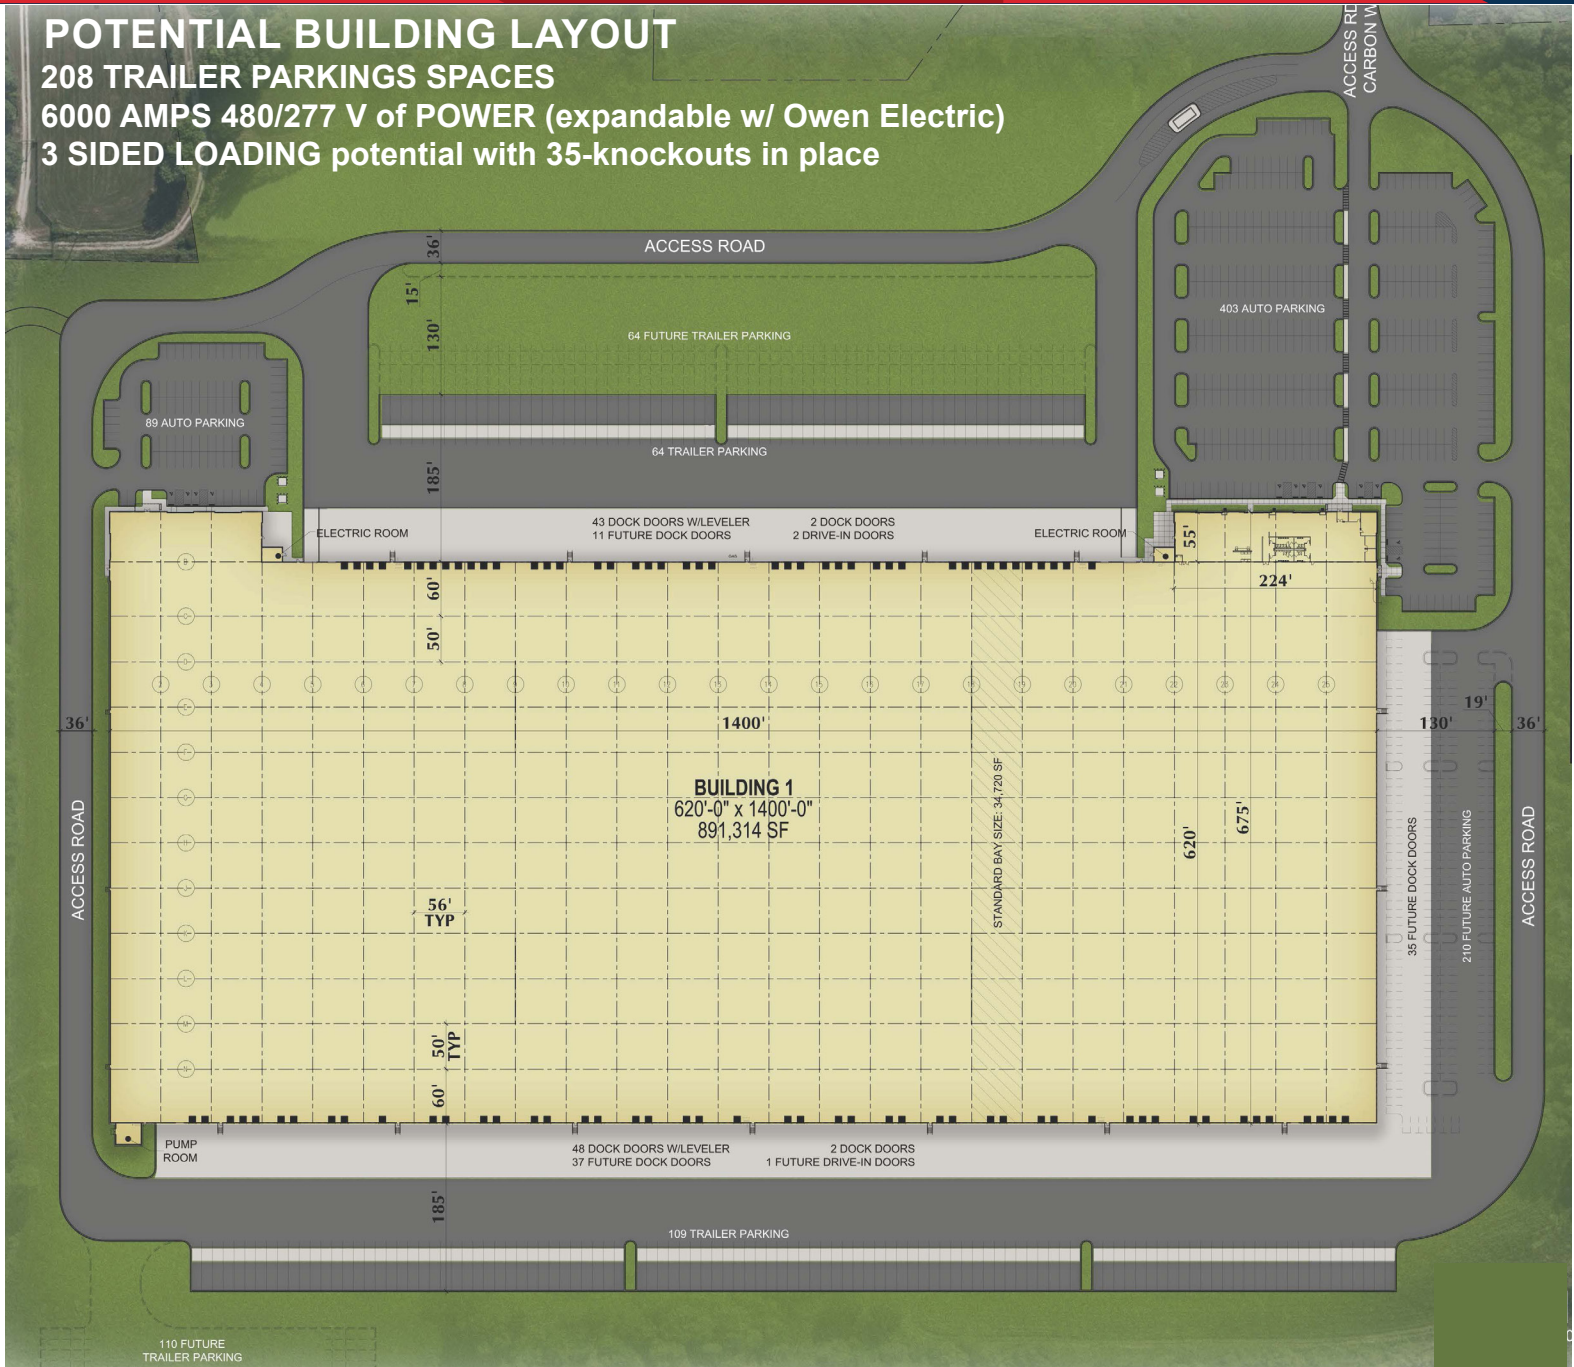 POTENTIAL BUILDING LAYOUT
208 TRAILER PARKINGS SPACES
6000 AMPS 480/277 V of POWER (expandable w/ Owen Electric)
3 SIDED LOADING potential with 35-knockouts in place
ACCESS RD
CARBON W
ACCESS ROAD
36'
15'
130'
64 FUTURE TRAILER PARKING
403 AUTO PARKING
89 AUTO PARKING
64 TRAILER PARKING
185'
ELECTRIC ROOM
43 DOCK DOORS W/LEVELER
11 FUTURE DOCK DOORS
2 DOCK DOORS
2 DRIVE-IN DOORS
ELECTRIC ROOM
55'
224'
60'
50'
36'
1400'
19'
130'
36'
BUILDING 1
620'-0" x 1400'-0"
891,314 SF
STANDARD BAY SIZE: 34,720 SF
620'
675'
ACCESS ROAD
35 FUTURE DOCK DOORS
210 FUTURE AUTO PARKING
ACCESS ROAD
56'
TYP
50'
TYP
60'
PUMP
ROOM
48 DOCK DOORS W/LEVELER
37 FUTURE DOCK DOORS
2 DOCK DOORS
1 FUTURE DRIVE-IN DOORS
185'
109 TRAILER PARKING
110 FUTURE
TRAILER PARKING